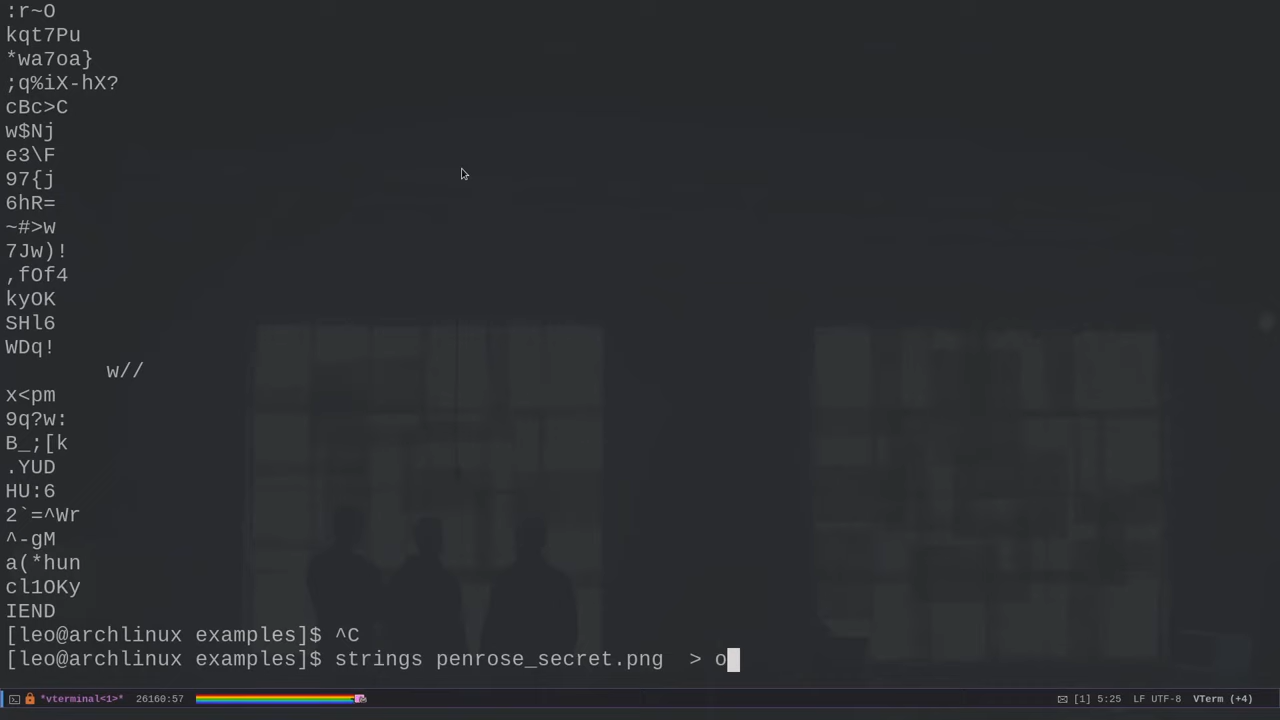 :r~O
kqt7Pu
*wa7oa}
;q%iX-hX?
cBc>C
w$Nj
e3\F
97{j
6hR=
~#>w
7Jw)!
,fOf4
kyOK
SHl6
WDq!
w//
x<pm
9q?w:
B_;[k
.YUD
HU:6
2`=^Wr
^-gM
a(*hun
cl1OKy
IEND
[leo@archlinux examples]$ ^C
[leo@archlinux examples]$ strings penrose_secret.png  > o
*vterminal<1>* 26160:57 [1] 5:25 LF UTF-8 VTerm (+4)